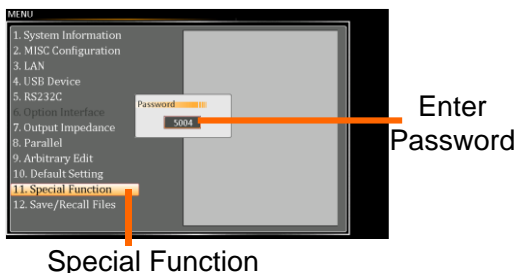 MENU
1. System Information
2. MISC Configuration
3. LAN
4. USB Device
5. RS232C
6. Option Interface
7. Output Impedance
8. Parallel
9. Arbitrary Edit
10. Default Setting
11. Special Function
12. Save/Recall Files
Password
5004
Enter
Password
Special Function